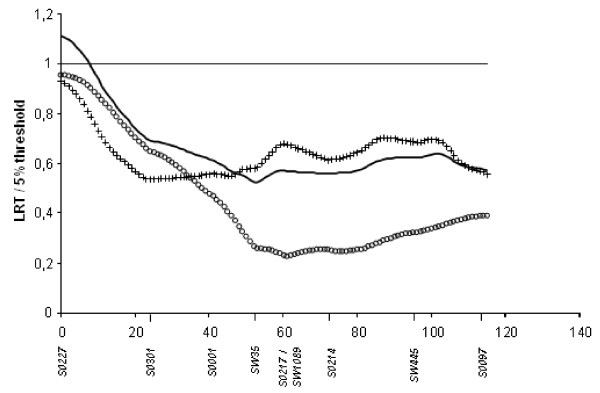 1,2
1
0,8
0,6
0,4
0,2
0
LRT / 5% threshold
0 20 40 60 80 100 120 140
S0227
S0301
S0001
SW35
S0217 /
SW1089
S0214
SW445
S0097